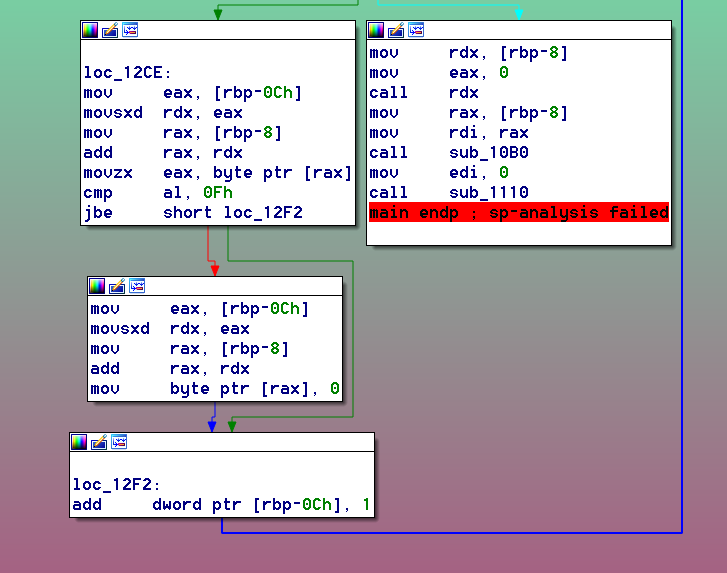 loc_12CE:
mov eax, [rbp-0Ch]
movsxd rdx, eax
mov rax, [rbp-8]
add rax, rdx
movzx eax, byte ptr [rax]
cmp al, 0Fh
jbe short loc_12F2
mov rdx, [rbp-8]
mov eax, 0
call rdx
mov rax, [rbp-8]
mov rdi, rax
call sub_10B0
mov edi, 0
call sub_1110
main endp ; sp-analysis failed
mov eax, [rbp-0Ch]
movsxd rdx, eax
mov rax, [rbp-8]
add rax, rdx
mov byte ptr [rax], 0
loc_12F2:
add dword ptr [rbp-0Ch], 1